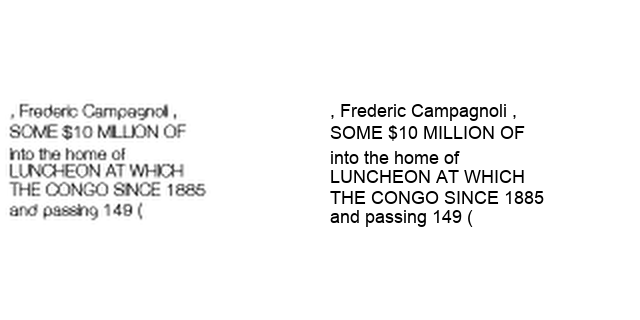 , Frederic Campagnoli ,
SOME $10 MILLION OF
into the home of
LUNCHEON AT WHICH
THE CONGO SINCE 1885
and passing 149 (
, Frederic Campagnoli ,
SOME $10 MILLION OF
into the home of
LUNCHEON AT WHICH
THE CONGO SINCE 1885
and passing 149 (